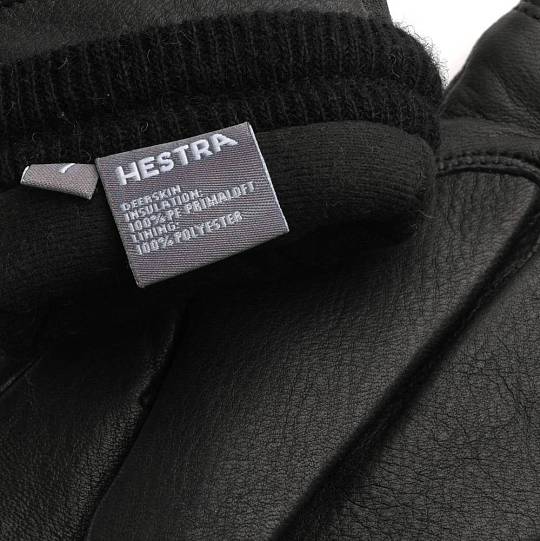 HESTRA
DEERSKIN
INSULATION:
100% PE PRIMALOFT
LINING:
100% POLYESTER